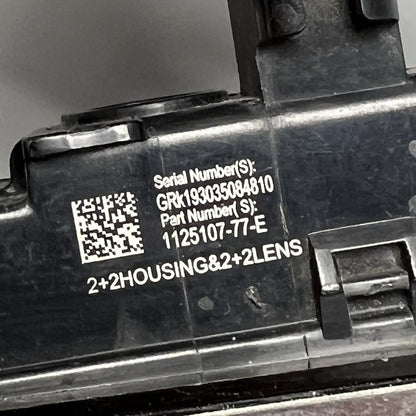 Serial Number(S):
GRk193035084810
Part Number( S):
1125107-77-E
2+2HOUSING&2+2LENS